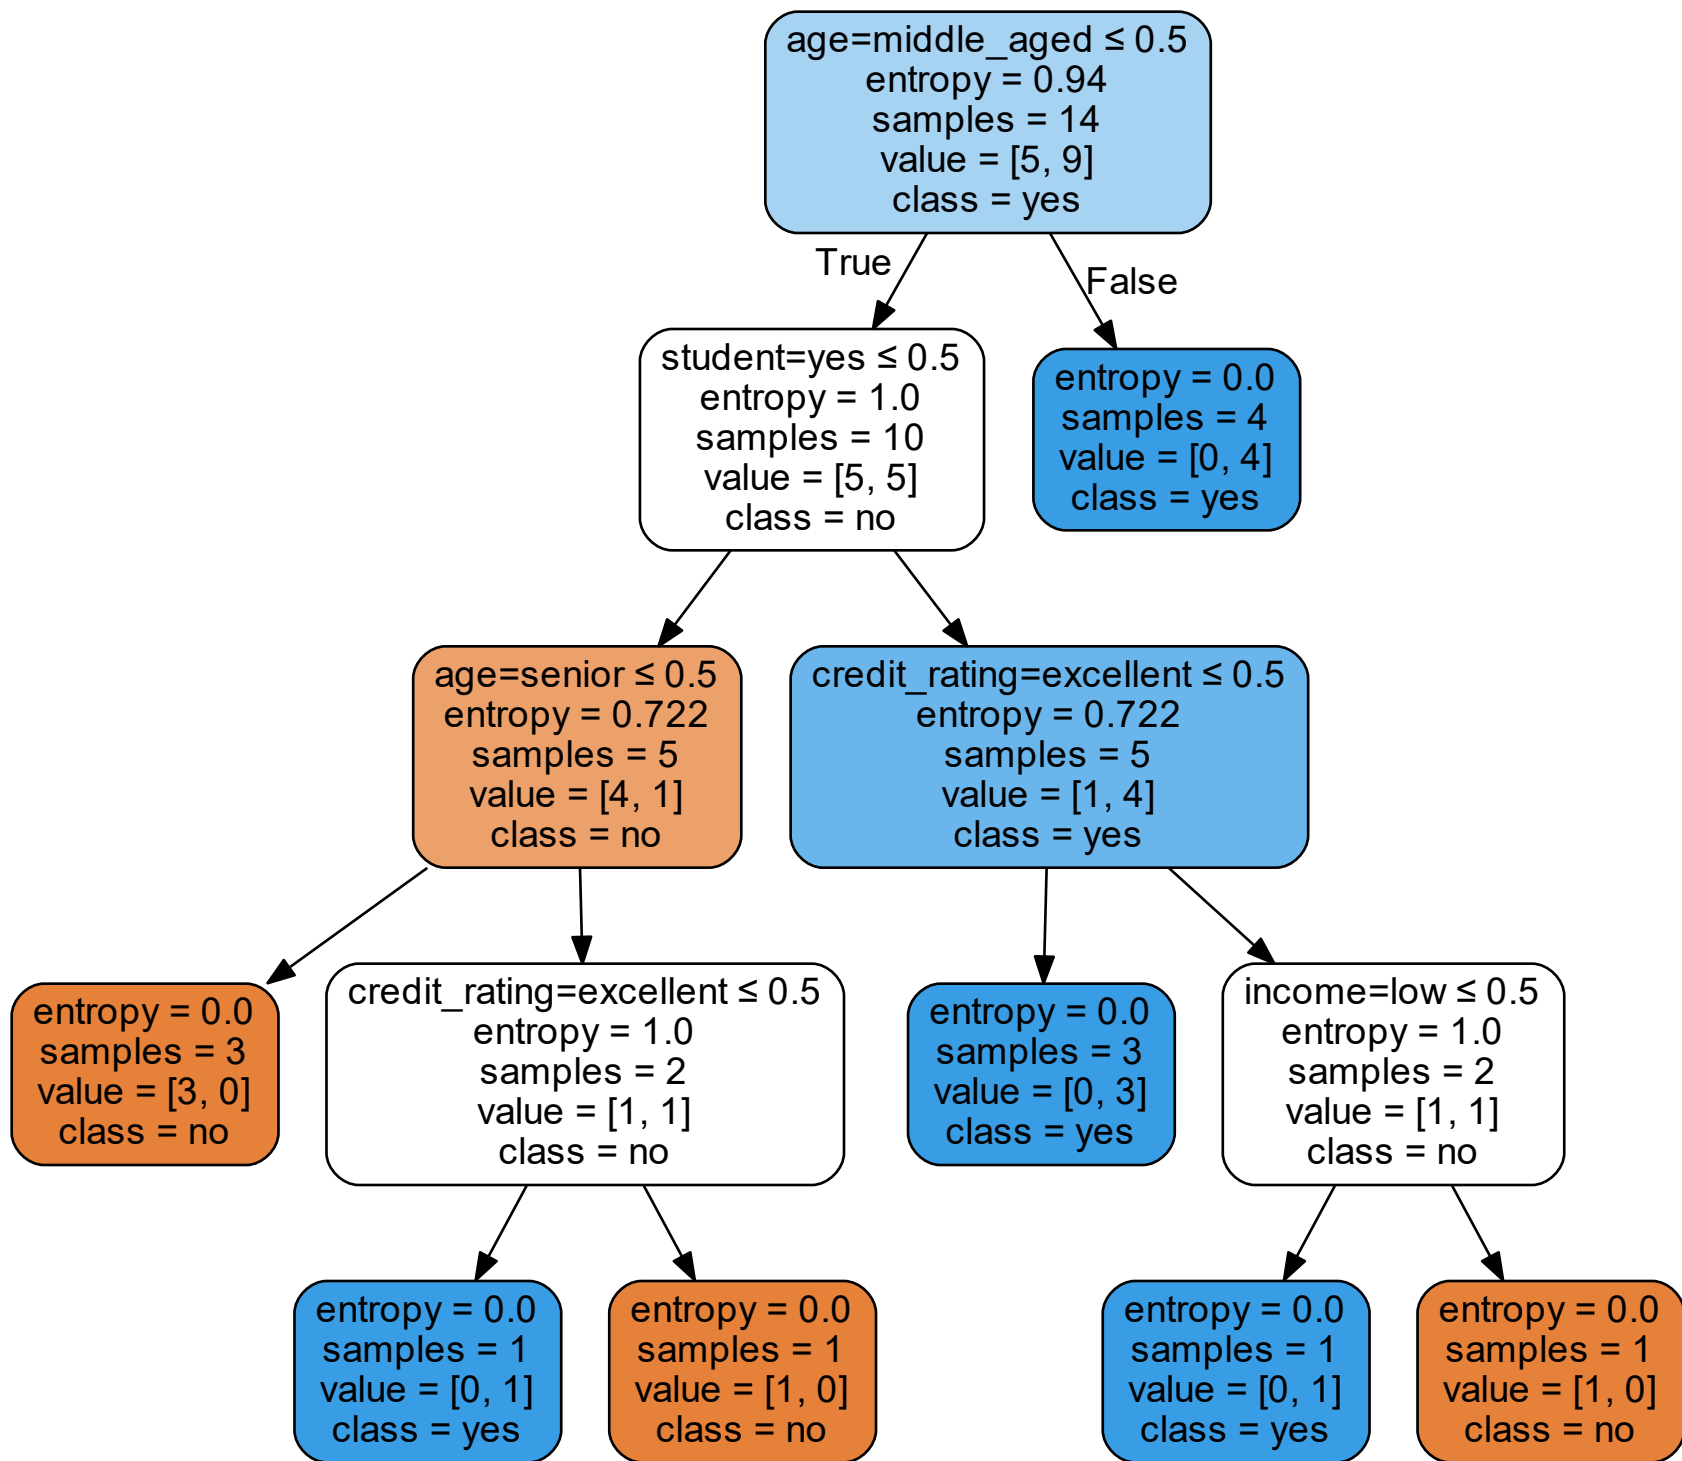 age=middle_aged ≤ 0.5
entropy = 0.94
samples = 14
value = [5, 9]
class = yes
True
False
student=yes ≤ 0.5
entropy = 1.0
samples = 10
value = [5, 5]
class = no
entropy = 0.0
samples = 4
value = [0, 4]
class = yes
age=senior ≤ 0.5
entropy = 0.722
samples = 5
value = [4, 1]
class = no
credit_rating=excellent ≤ 0.5
entropy = 0.722
samples = 5
value = [1, 4]
class = yes
entropy = 0.0
samples = 3
value = [3, 0]
class = no
credit_rating=excellent ≤ 0.5
entropy = 1.0
samples = 2
value = [1, 1]
class = no
entropy = 0.0
samples = 3
value = [0, 3]
class = yes
income=low ≤ 0.5
entropy = 1.0
samples = 2
value = [1, 1]
class = no
entropy = 0.0
samples = 1
value = [0, 1]
class = yes
entropy = 0.0
samples = 1
value = [1, 0]
class = no
entropy = 0.0
samples = 1
value = [0, 1]
class = yes
entropy = 0.0
samples = 1
value = [1, 0]
class = no